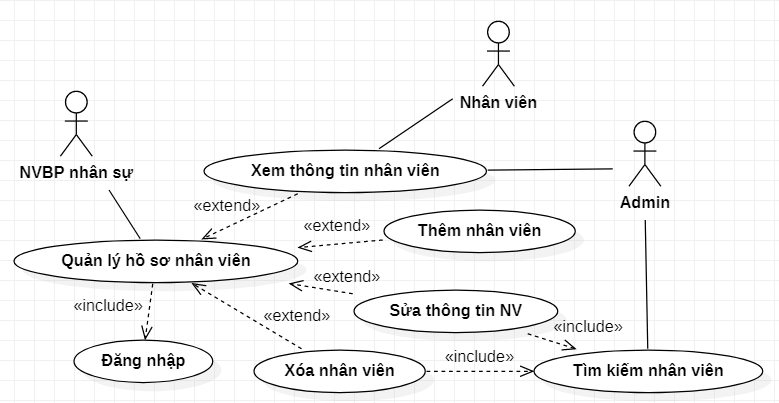 Nhân viên
NVBP nhân sự
Xem thông tin nhân viên
Admin
«extend»
«extend»
Thêm nhân viên
Quản lý hồ sơ nhân viên
«extend»
«include»
Sửa thông tin NV
«extend»
«include»
Đăng nhập
Xóa nhân viên
«include»
Tìm kiếm nhân viên